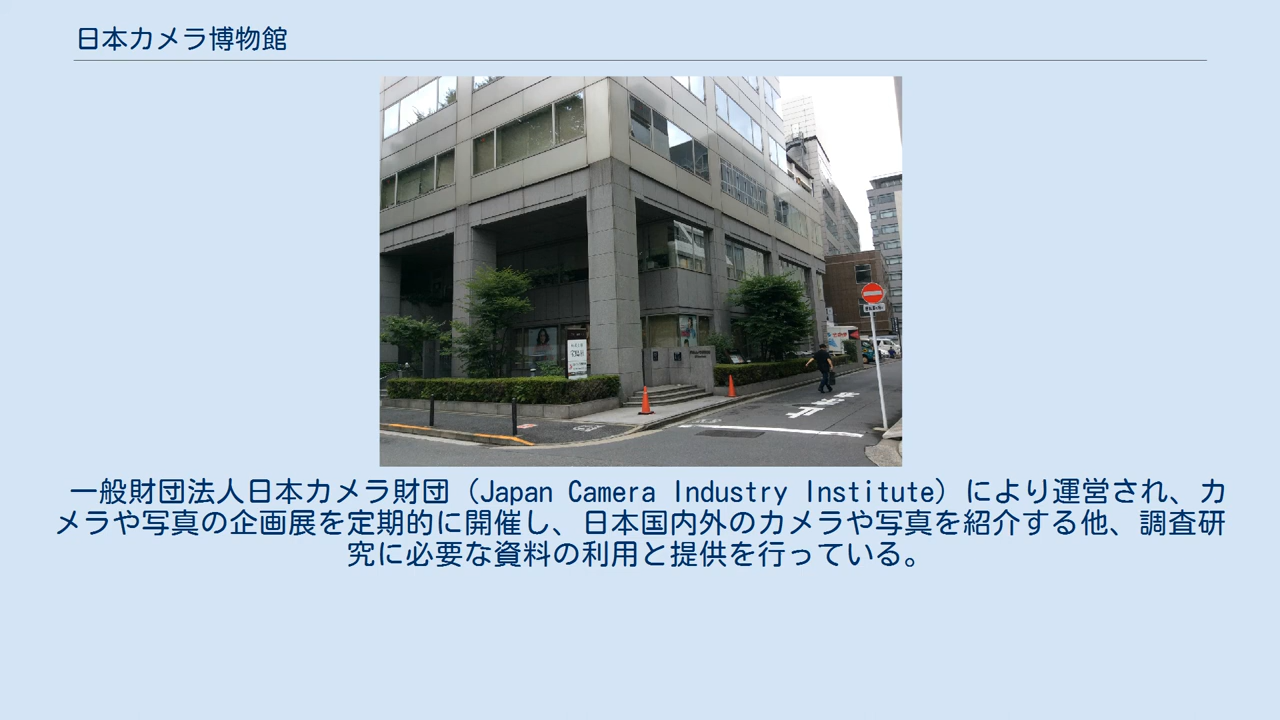 日本カメラ博物館
一般財団法人日本カメラ財団（Japan Camera Industry Institute）により運営され、カ
メラや写真の企画展を定期的に開催し、日本国内外のカメラや写真を紹介する他、調査研
究に必要な資料の利用と提供を行っている。